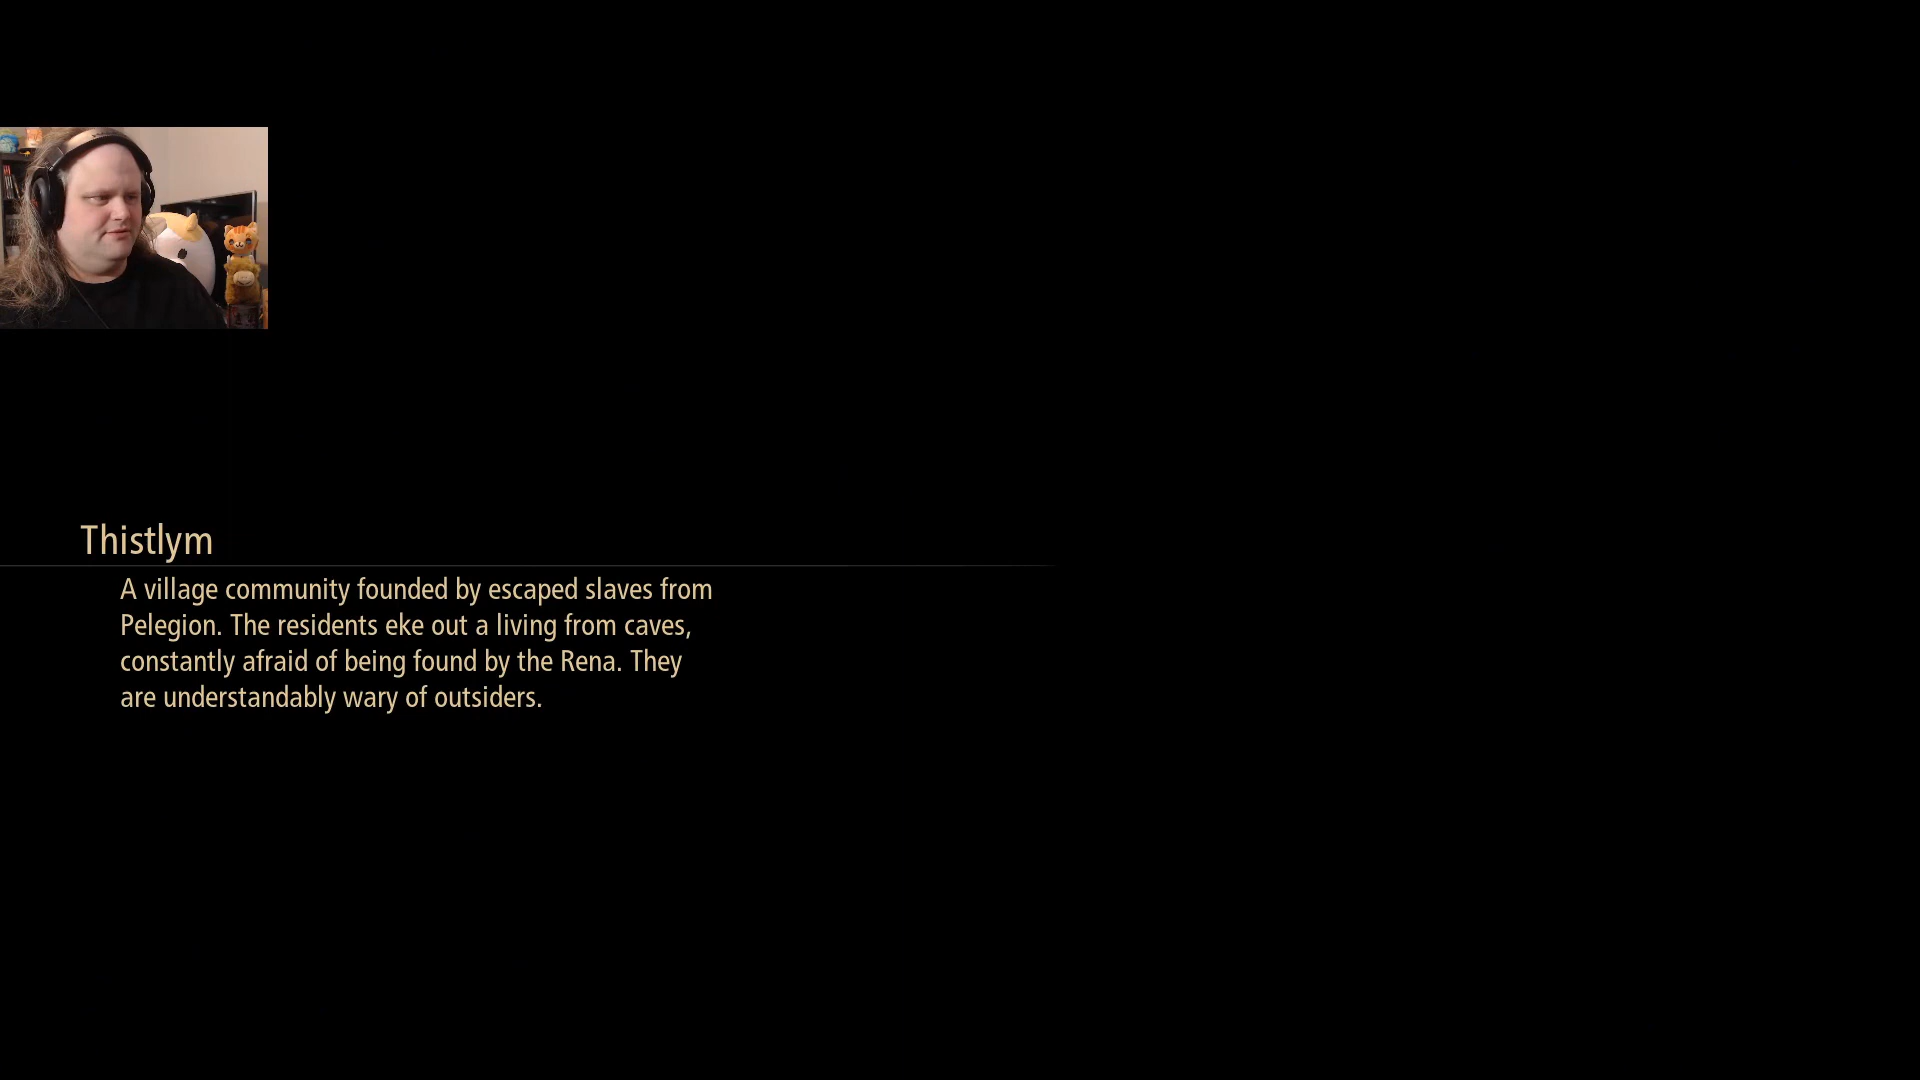 Thistlym
A village community founded by escaped slaves from
Pelegion. The residents eke out a living from caves,
constantly afraid of being found by the Rena. They
are understandably wary of outsiders.